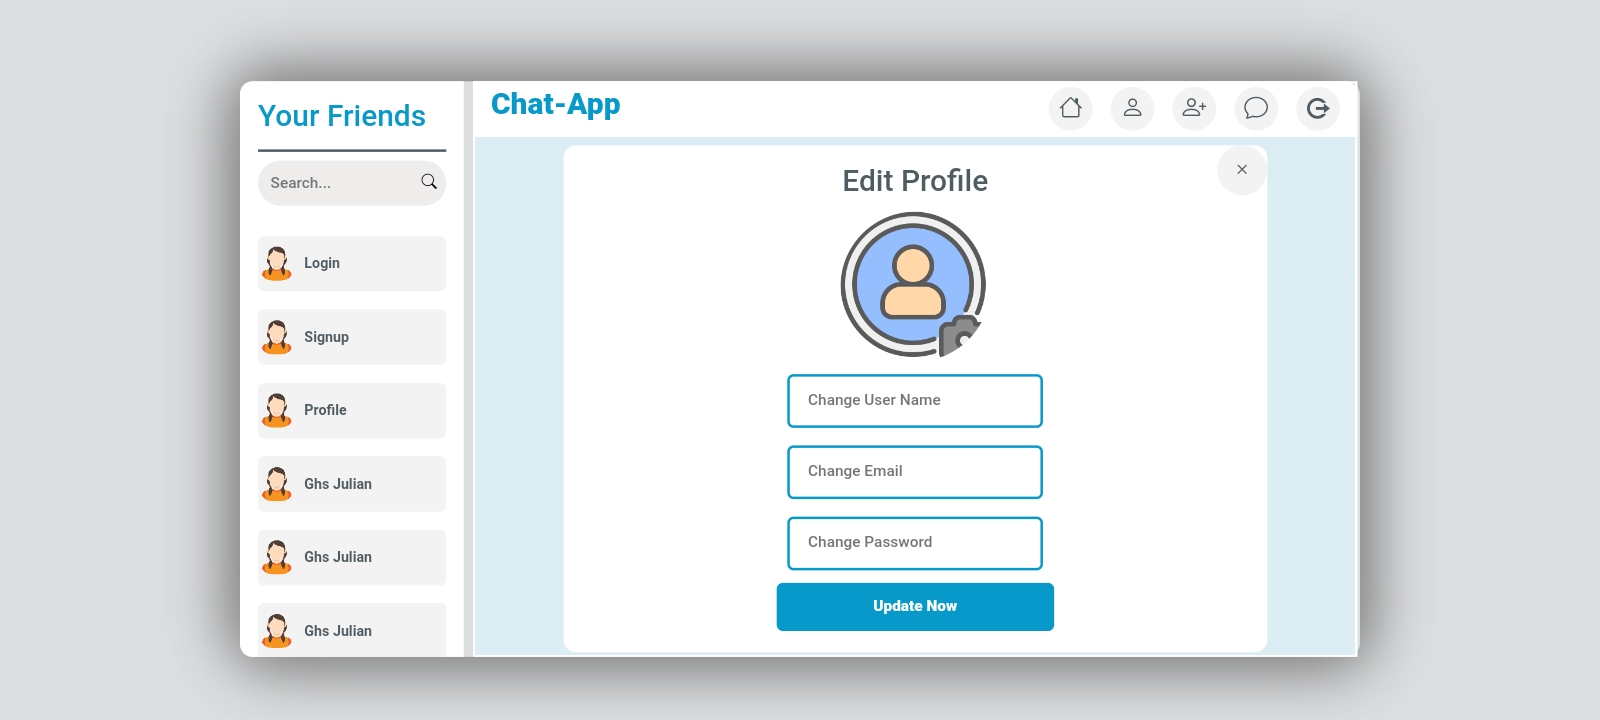 Your Friends
Search...
Login
Signup
Profile
Ghs Julian
Ghs Julian
Ghs Julian
Chat-App
Edit Profile
Change User Name
Change Email
Change Password
Update Now